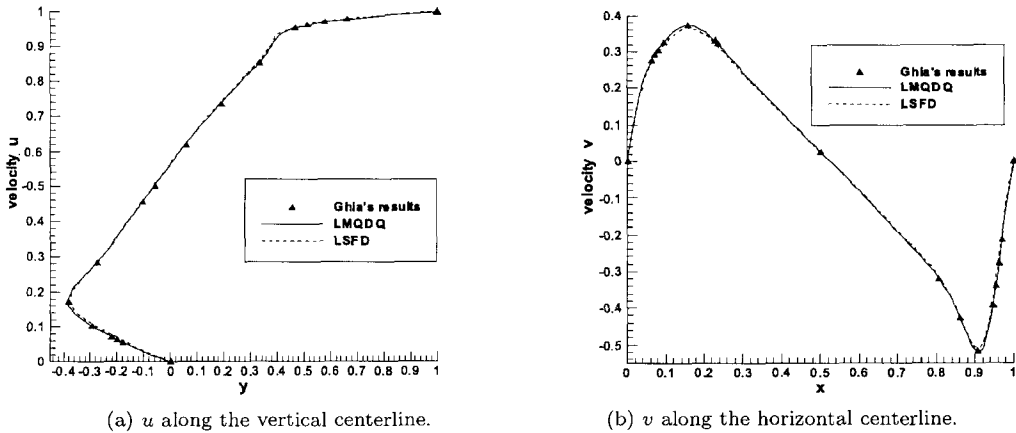 1
0.9
0.8
0.7
0.6
-0.5
0.4
0.3
0.2
0.1
0
velocity u
-0.4 -0.3 -0.2 -0.1 0 0.1 0.2 0.3 0.4 0.5 0.6 0.7 0.8 0.9 1
y
Ghia's results
LMQDQ
LSFD
(a) u along the vertical centerline.
0.4
0.3
0.2
0.1
0
-0.1
-0.2
-0.3
-0.4
-0.5
velocity v
0 0.1 0.2 0.3 0.4 0.5 0.6 0.7 0.8 0.9 1
x
Ghia's results
LMQDQ
LSFD
(b) v along the horizontal centerline.